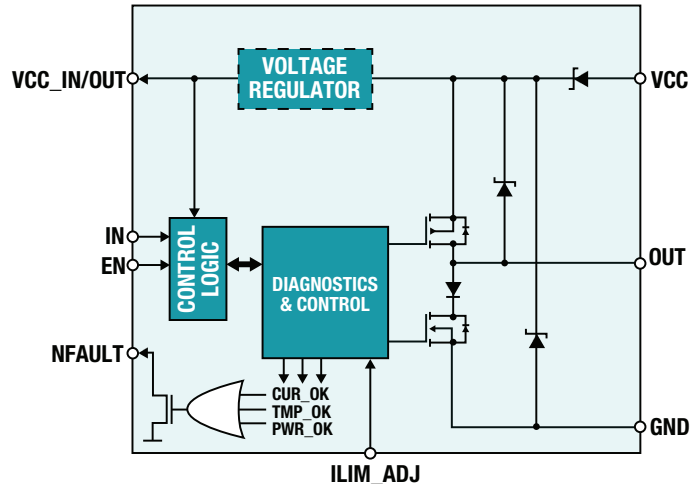 VCC_IN/OUT
VOLTAGE
REGULATOR
VCC
IN
EN
CONTROL
LOGIC
DIAGNOSTICS
& CONTROL
OUT
NFAULT
CUR_OK
TMP_OK
PWR_OK
GND
ILIM_ADJ